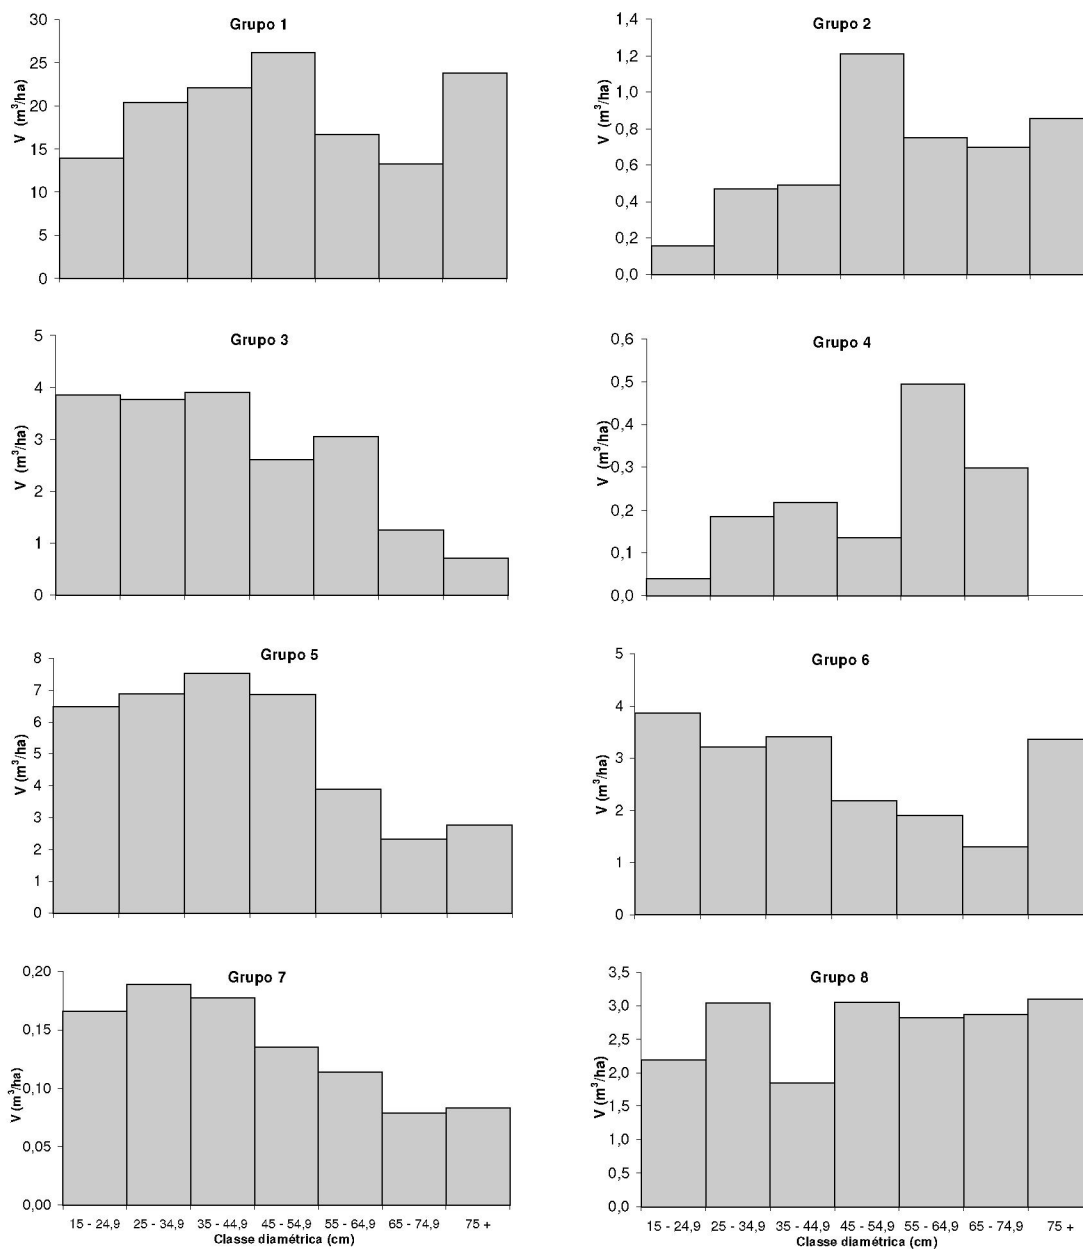 Grupo 1
V (m³/ha)
30
25
20
15
10
5
0
Grupo 2
V (m³/ha)
1,4
1,2
1,0
0,8
0,6
0,4
0,2
0,0
Grupo 3
V (m³/ha)
5
4
3
2
1
0
Grupo 4
V (m³/ha)
0,6
0,5
0,4
0,3
0,2
0,1
0,0
Grupo 5
V (m³/ha)
8
7
6
5
4
3
2
1
0
Grupo 6
V (m³/ha)
5
4
3
2
1
0
Grupo 7
V (m³/ha)
0,20
0,15
0,10
0,05
0,00
15 - 24,9 25 - 34,9 35 - 44,9 45 - 54,9 55 - 64,9 65 - 74,9 75 +
Classe diamétrica (cm)
Grupo 8
V (m³/ha)
3,5
3,0
2,5
2,0
1,5
1,0
0,5
0,0
15 - 24,9 25 - 34,9 35 - 44,9 45 - 54,9 55 - 64,9 65 - 74,9 75 +
Classe diamétrica (cm)